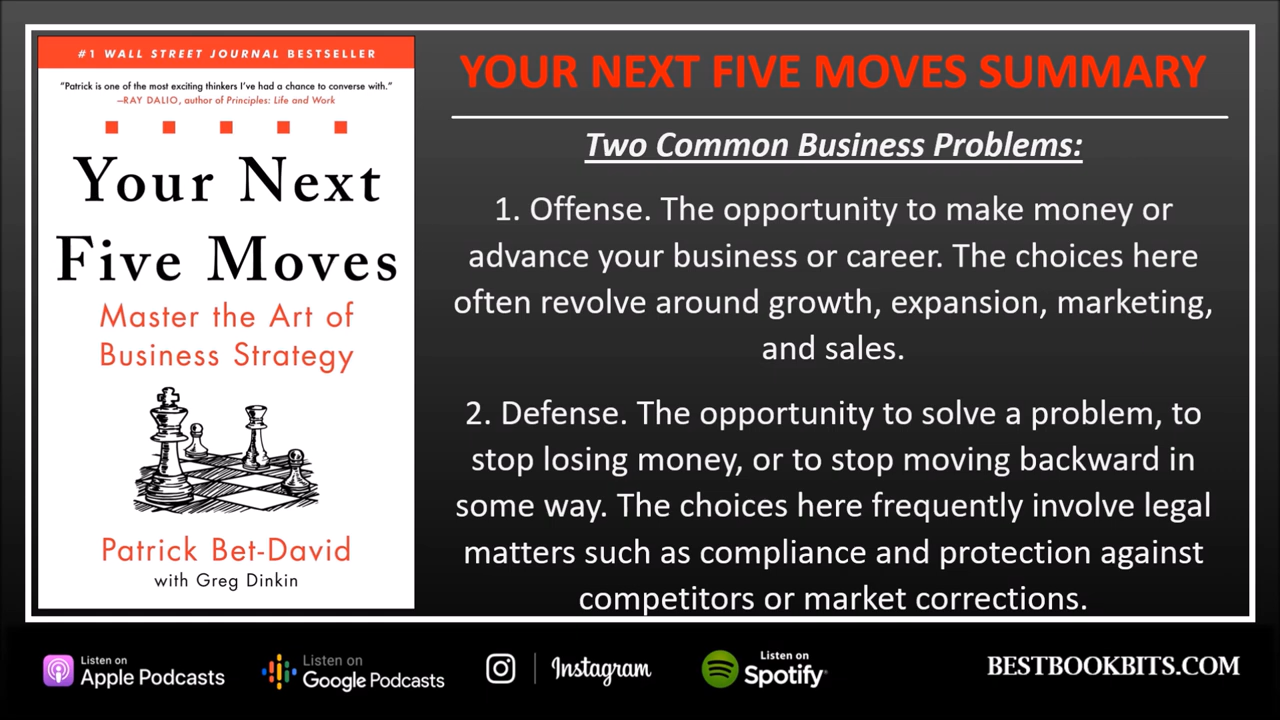 #1 WALL STREET JOURNAL BESTSELLER
"Patrick is one of the most exciting thinkers I've had a chance to converse with."
—RAY DALIO, author of Principles: Life and Work
Your Next
Five Moves
Master the Art of
Business Strategy
Patrick Bet-David
with Greg Dinkin
YOUR NEXT FIVE MOVES SUMMARY
Two Common Business Problems:
1. Offense. The opportunity to make money or
advance your business or career. The choices here
often revolve around growth, expansion, marketing,
and sales.
2. Defense. The opportunity to solve a problem, to
stop losing money, or to stop moving backward in
some way. The choices here frequently involve legal
matters such as compliance and protection against
competitors or market corrections.
Listen on
Apple Podcasts
Listen on
Google Podcasts
Instagram
Listen on
Spotify
BESTBOOKBITS.COM